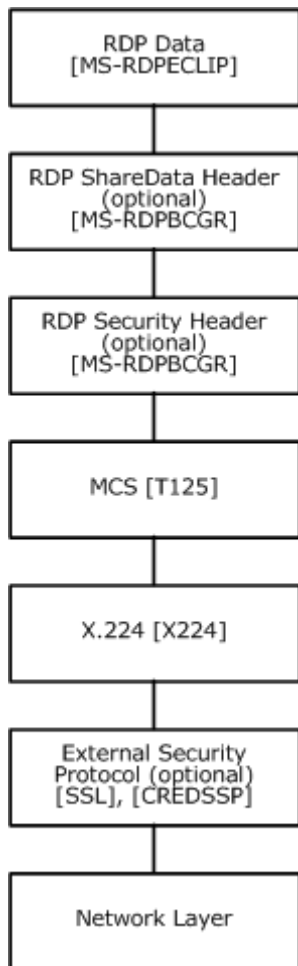 RDP Data
[MS-RDPECLIP]
RDP ShareData Header
(optional)
[MS-RDPBCGR]
RDP Security Header
(optional)
[MS-RDPBCGR]
MCS [T125]
X.224 [X224]
External Security
Protocol (optional)
[SSL], [CREDSSP]
Network Layer